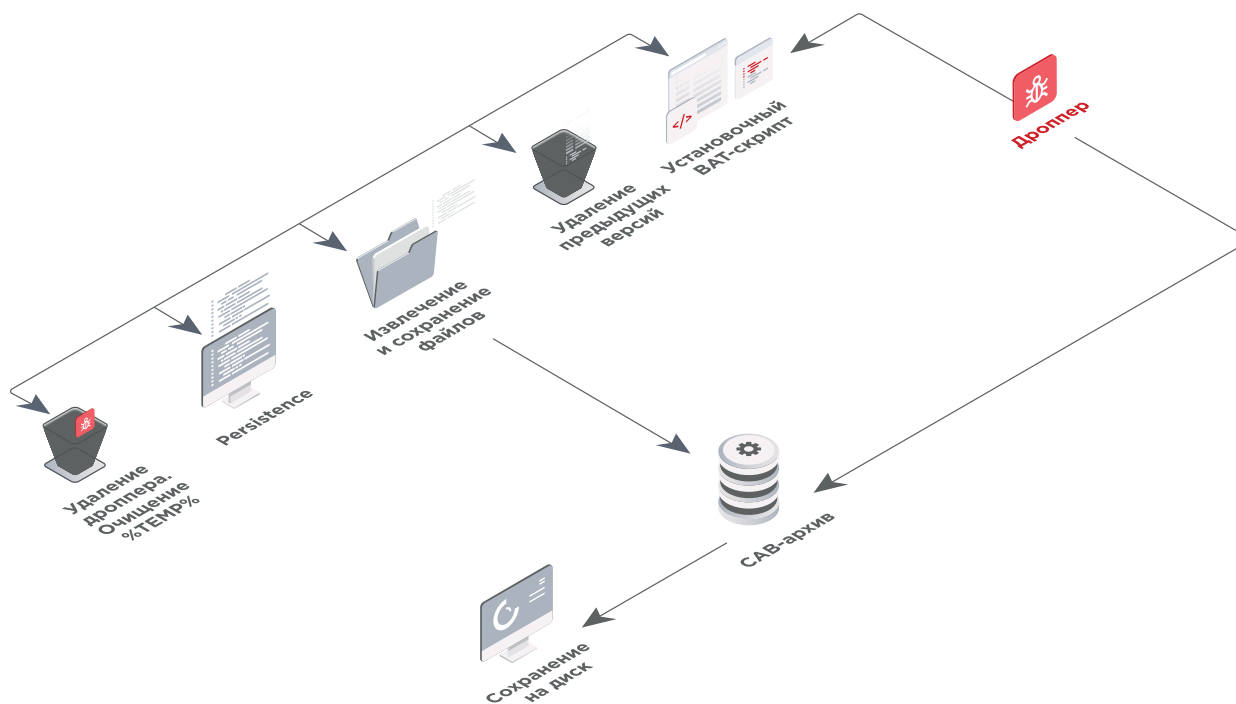 Дроппер
Установочный
BAT-скрипт
</>
Удаление
предыдущих
версий
Извлечение
и сохранение
файлов
Persistence
Удаление
дроппера.
Очищение
%TEMP%
CAB-архив
Сохранение
на диск